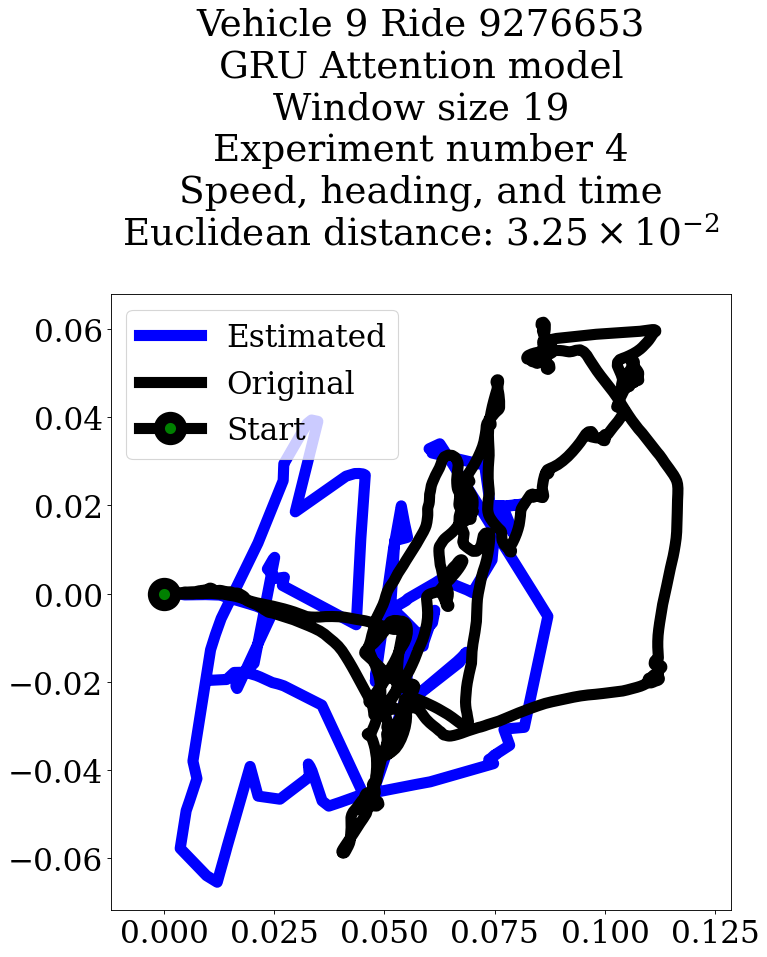 Vehicle 9 Ride 9276653
GRU Attention model
Window size 19
Experiment number 4
Speed, heading, and time
Euclidean distance: 3.25 × 10⁻²
Estimated
Original
Start
0.06
0.04
0.02
0.00
−0.02
−0.04
−0.06
0.000 0.025 0.050 0.075 0.100 0.125